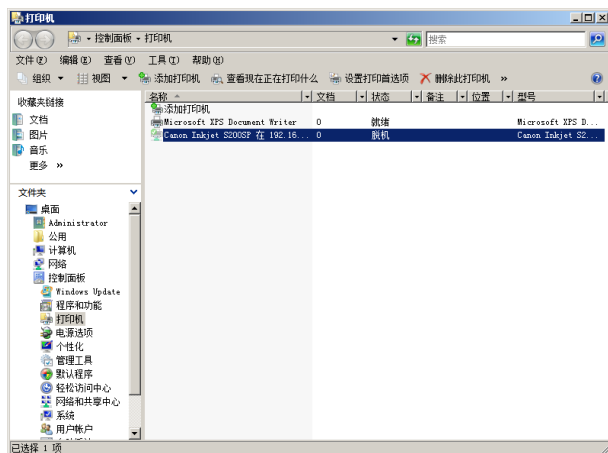 打印机
控制面板 打印机
搜索
文件(F) 编辑(E) 查看(V) 工具(T) 帮助(H)
组织 视图 添加打印机 查看现在正在打印什么 设置打印首选项 删除此打印机 »
收藏夹链接
文档
图片
音乐
更多 »
文件夹
桌面
Administrator
公用
计算机
网络
控制面板
Windows Update
程序和功能
打印机
电源选项
个性化
管理工具
默认程序
轻松访问中心
网络和共享中心
系统
用户帐户
名称 文档 状态 备注 位置 型号
添加打印机
Microsoft XPS Document Writer 0 就绪 Microsoft XPS D...
Canon Inkjet S200SP 在 192.16... 0 脱机 Canon Inkjet S2...
已选择 1 项